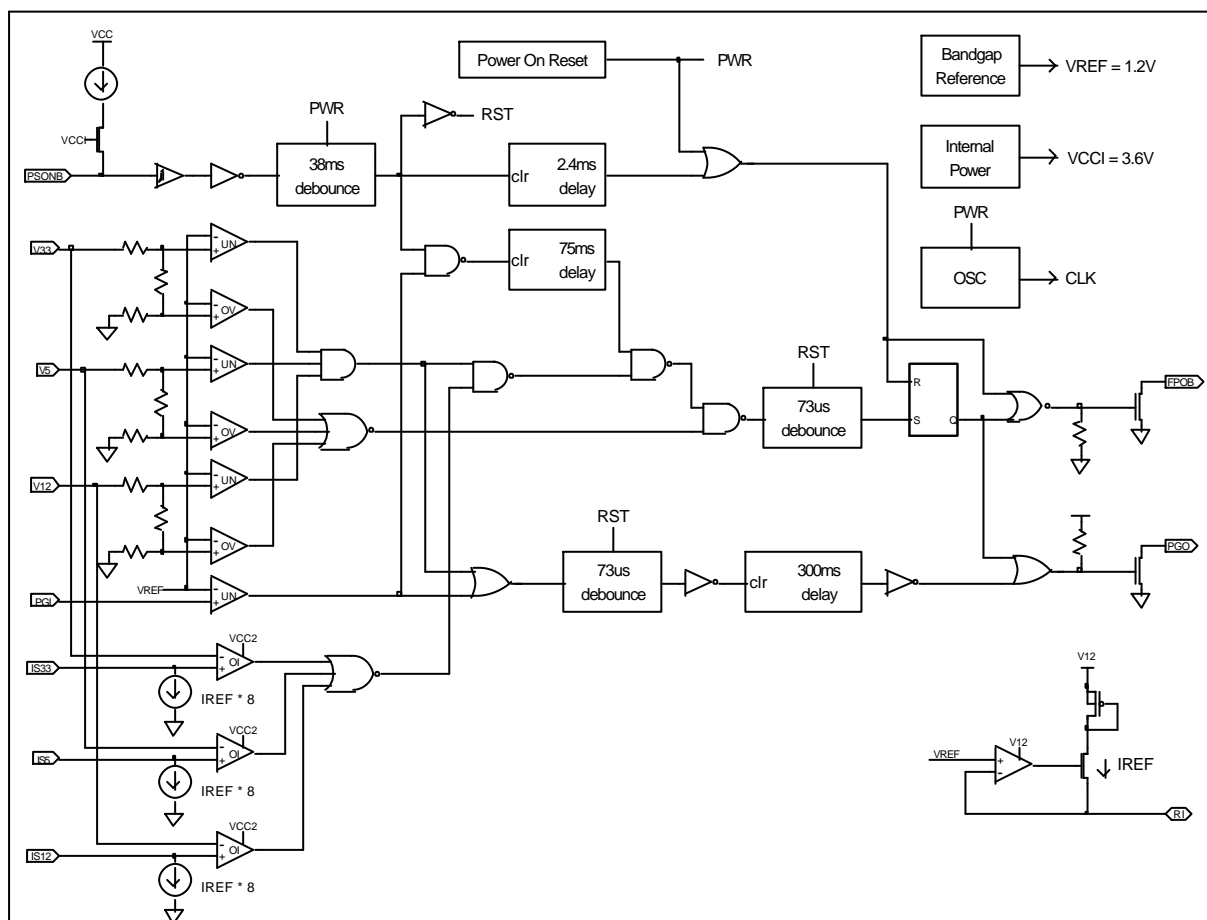 VCC
Power On Reset
PWR
Bandgap
Reference
VREF = 1.2V
PWR
RST
VCCI
38ms
debounce
clr
2.4ms
delay
Internal
Power
VCCI = 3.6V
PSONB
PWR
V33
-
+
UN
clr
75ms
delay
OSC
CLK
-
+
OV
V5
-
+
UN
RST
R
FPOB
73us
debounce
S
Q
-
+
OV
V12
-
+
UN
RST
-
+
OV
PGO
VREF
73us
debounce
clr
300ms
delay
PGI
-
+
UN
VCC2
IS33
-
+
OI
IREF * 8
V12
VCC2
IS5
-
+
OI
IREF * 8
VREF
V12
+
-
IREF
RI
VCC2
IS12
-
+
OI
IREF * 8